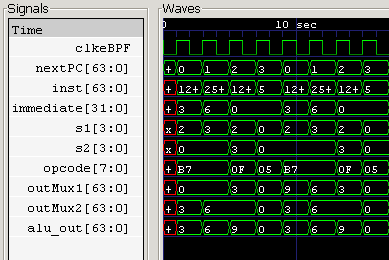 Signals Waves
Time 0 10 sec
clkeBPF
nextPC[63:0] + 0 1 2 3 0 1 2 3
inst[63:0] + 12+ 25+ 12+ 5 12+ 25+ 12+ 5
immediate[31:0] + 3 6 0 3 6 0
s1[3:0] x 2 3 2 0 2 3 2 0
s2[3:0] x 0 3 0 3 0
opcode[7:0] + B7 0F 05 B7 0F 05
outMux1[63:0] + 0 3 0 9 6 3 0
outMux2[63:0] + 3 6 0 3 6 0
alu_out[63:0] + 3 6 9 0 3 6 9 0